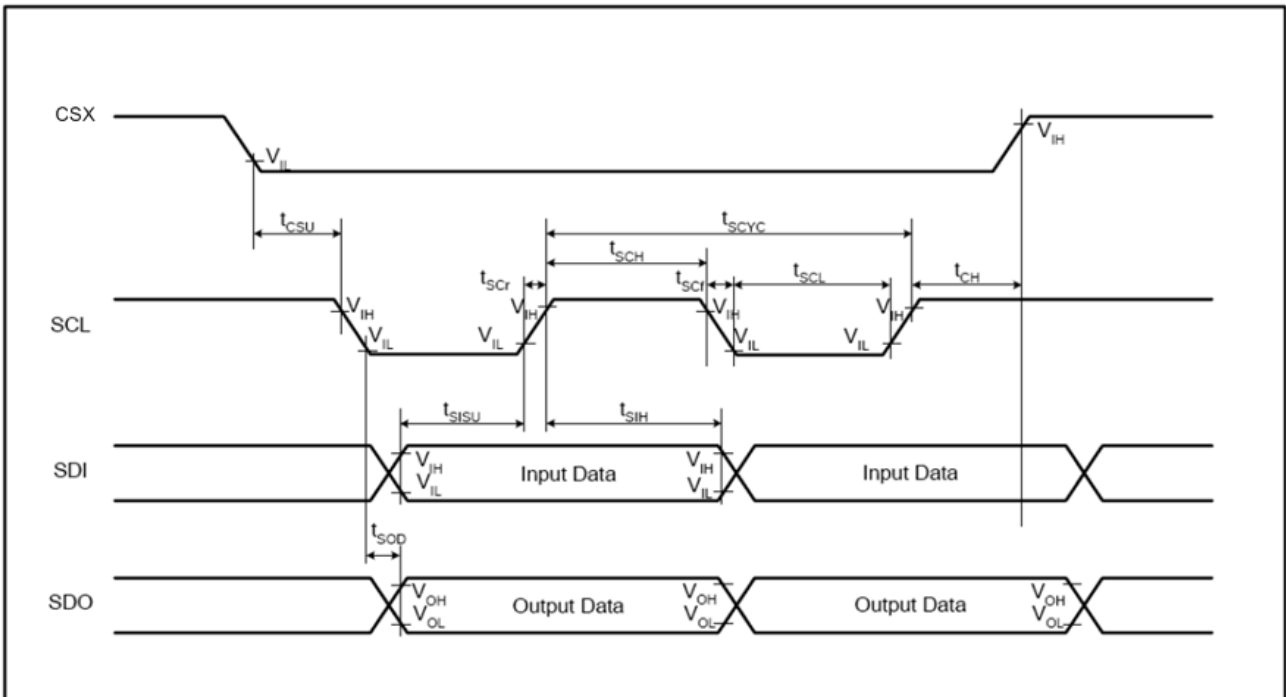 CSX
V_IL
V_IH
t_CSU
t_SCYC
t_SCH
t_SCr
t_SCf
t_SCL
t_CH
SCL
V_IH
V_IL
V_IL
V_IH
V_IH
V_IL
V_IL
V_IH
t_SISU
t_SIH
SDI
V_IH
V_IL
Input Data
V_IH
V_IL
Input Data
t_SOD
SDO
V_OH
V_OL
Output Data
V_OH
V_OL
Output Data
V_OH
V_OL